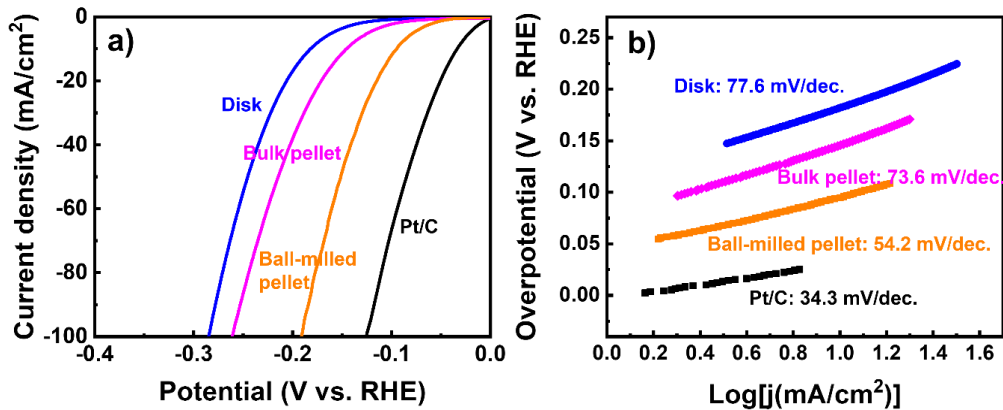 a)
Current density (mA/cm²)
0
-20
-40
-60
-80
-100
Disk
Bulk pellet
Ball-milled
pellet
Pt/C
-0.4 -0.3 -0.2 -0.1 0.0
Potential (V vs. RHE)
b)
Overpotential (V vs. RHE)
0.25
0.20
0.15
0.10
0.05
0.00
Disk: 77.6 mV/dec.
Bulk pellet: 73.6 mV/dec.
Ball-milled pellet: 54.2 mV/dec.
Pt/C: 34.3 mV/dec.
0.0 0.2 0.4 0.6 0.8 1.0 1.2 1.4 1.6
Log[j(mA/cm²)]